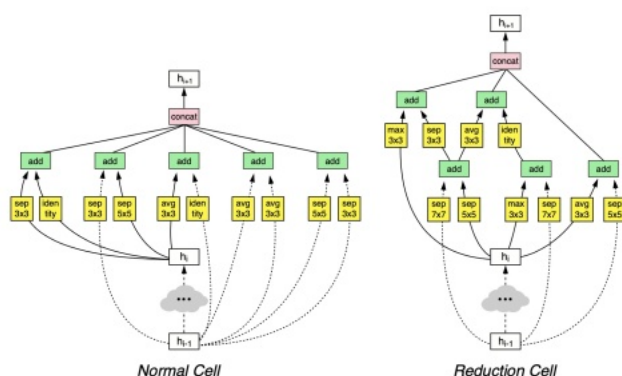 hi+1
concat
add add add add add
sep iden sep sep avg iden avg avg sep sep
3x3 tity 3x3 5x5 3x3 tity 3x3 3x3 5x5 3x3
hi
...
hi-1
Normal Cell
hi+1
concat
add add
max sep avg iden
3x3 3x3 3x3 tity
add add add
sep sep max sep avg sep
7x7 5x5 3x3 7x7 3x3 5x5
hi
...
hi-1
Reduction Cell